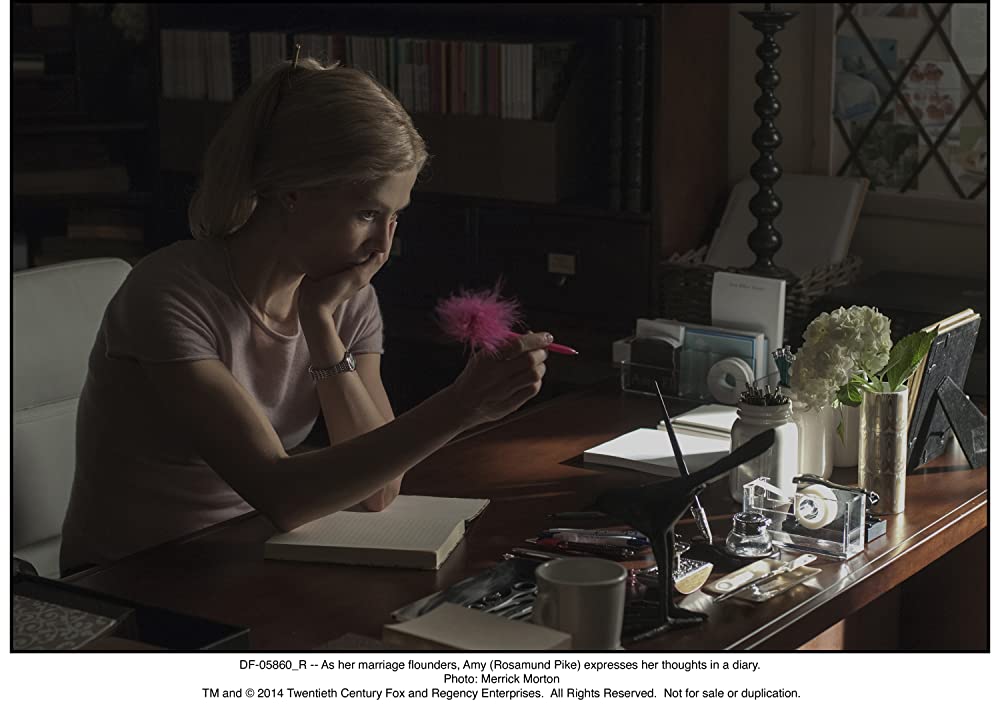 DF-05860_R -- As her marriage flounders, Amy (Rosamund Pike) expresses her thoughts in a diary.
Photo: Merrick Morton
TM and © 2014 Twentieth Century Fox and Regency Enterprises.  All Rights Reserved.  Not for sale or duplication.